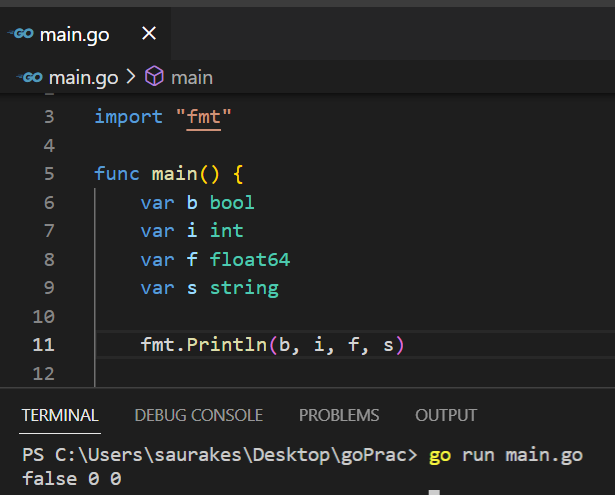 GO main.go ×
GO main.go > main
3 import "fmt"
4
5 func main() {
6 var b bool
7 var i int
8 var f float64
9 var s string
10
11 fmt.Println(b, i, f, s)
12
TERMINAL DEBUG CONSOLE PROBLEMS OUTPUT
PS C:\Users\saurakes\Desktop\goPrac> go run main.go
false 0 0